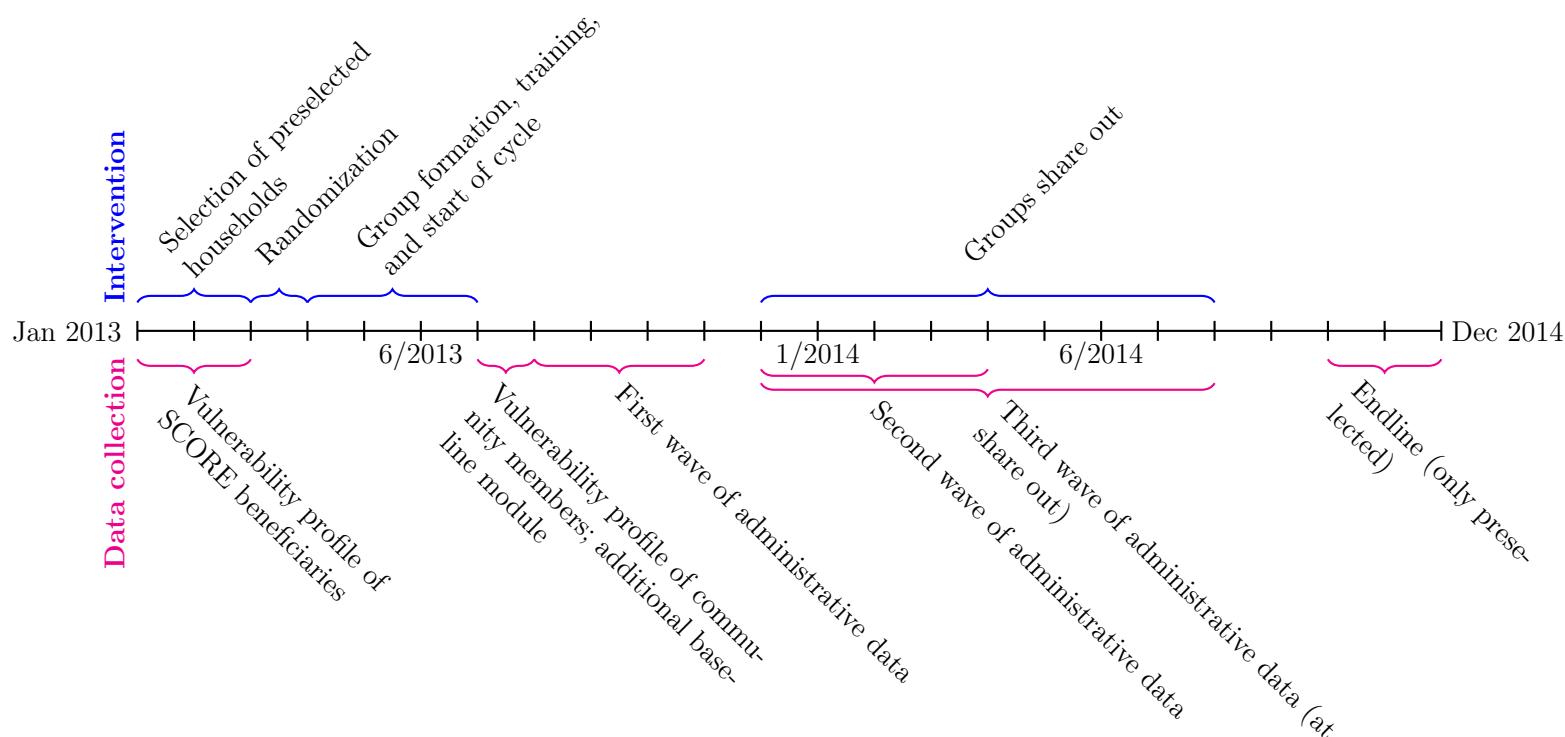 Intervention
Selection of preselected
households
Randomization
Group formation, training,
and start of cycle
Groups share out
Jan 2013
6/2013
1/2014
6/2014
Dec 2014
Data collection
Vulnerability profile of
SCORE beneficiaries
Vulnerability profile of commu-
nity members; additional base-
line module
First wave of administrative data
Second wave of administrative data
Third wave of administrative data (at
share out)
Endline (only prese-
lected)